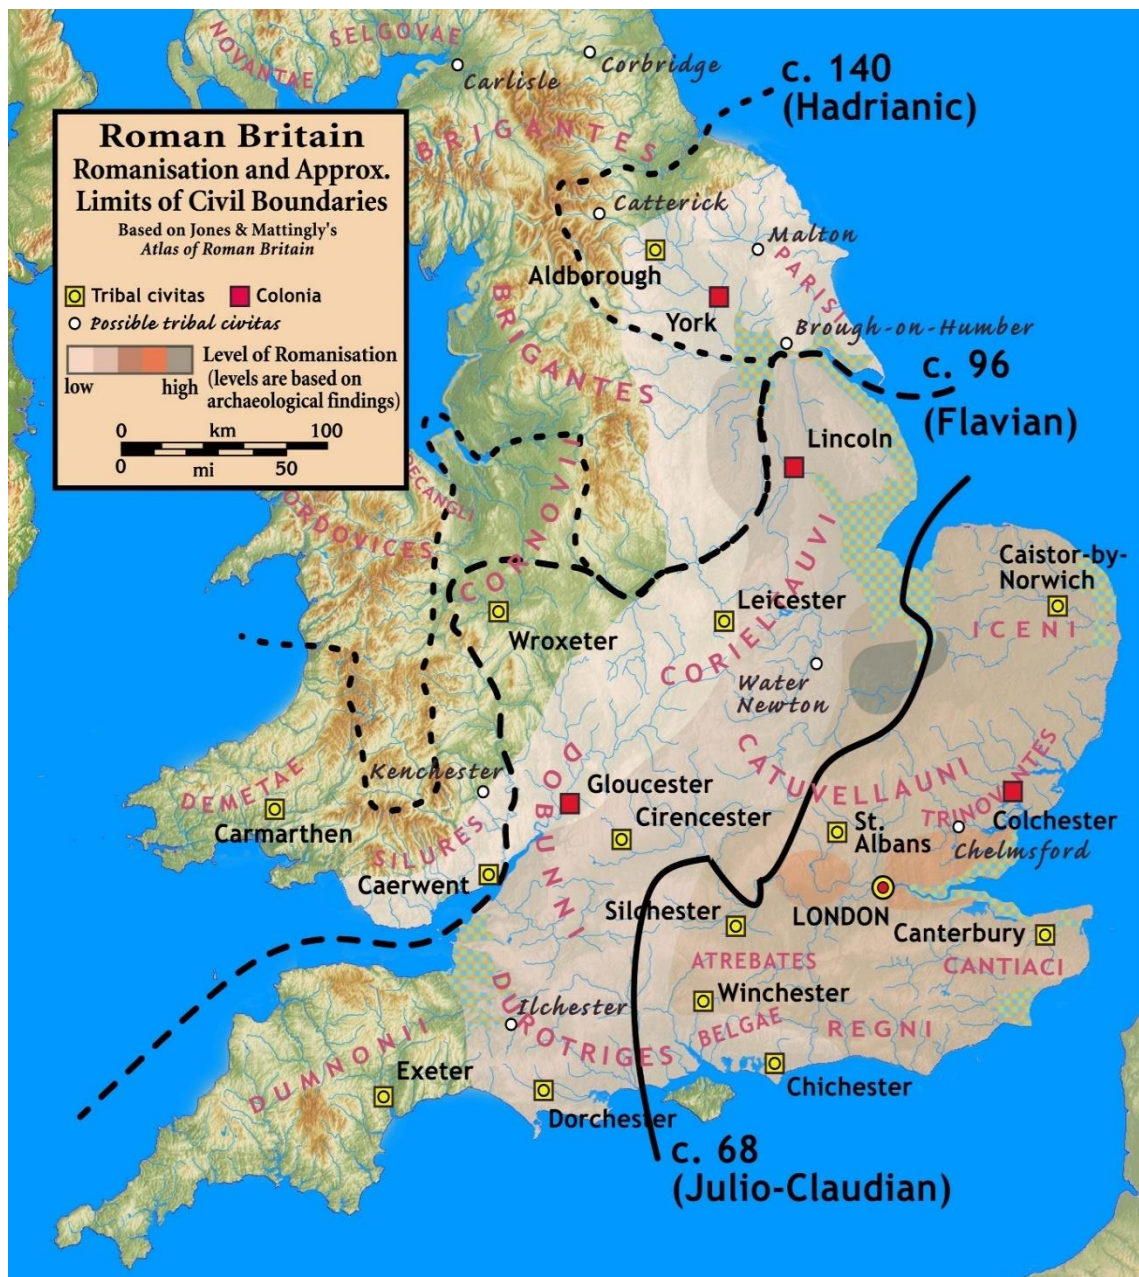 SELGOVAE
NOVANTAE
Carlisle
Corbridge
c. 140
(Hadrianic)
Roman Britain
Romanisation and Approx.
Limits of Civil Boundaries
Based on Jones & Mattingly's
Atlas of Roman Britain
Tribal civitas
Colonia
Possible tribal civitas
Level of Romanisation
(levels are based on
archaeological findings)
low
high
0 km 100
0 mi 50
BRIGANTES
Catterick
Malton
Aldborough
PARISI
York
Brough-on-Humber
BRIGANTES
c. 96
(Flavian)
Lincoln
DECANGLI
ORDOVICES
CORNOVII
CORIELTAUVI
Caistor-by-
Norwich
Leicester
Wroxeter
ICENI
Water
Newton
CATUVELLAUNI
TRINOVANTES
DOBUNNI
Kenchester
DEMETAE
Gloucester
Carmarthen
Cirencester
St.
Albans
Colchester
Chelmsford
SILURES
Caerwent
LONDON
Silchester
Canterbury
ATREBATES
CANTIACI
Winchester
DUROTRIGES
Ilchester
BELGAE
REGNI
DUMNONII
Exeter
Chichester
Dorchester
c. 68
(Julio-Claudian)